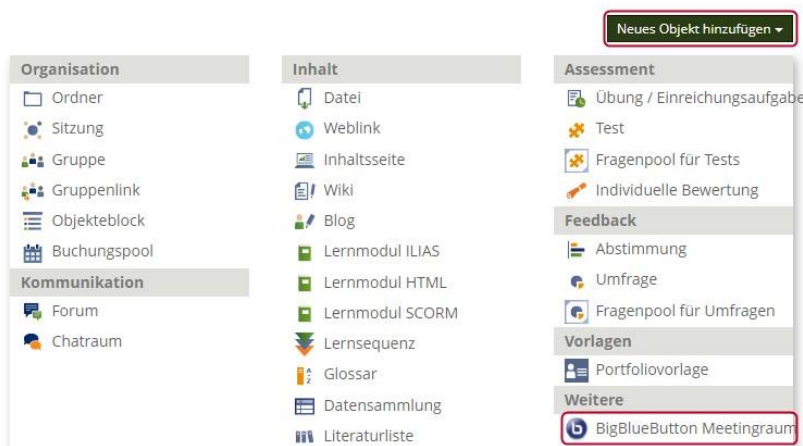 Neues Objekt hinzufügen
Organisation
Ordner
Sitzung
Gruppe
Gruppenlink
Objekteblock
Buchungspool
Kommunikation
Forum
Chatraum
Inhalt
Datei
Weblink
Inhaltsseite
Wiki
Blog
Lernmodul ILIAS
Lernmodul HTML
Lernmodul SCORM
Lernsequenz
Glossar
Datensammlung
Literaturliste
Assessment
Übung / Einreichungsaufgabe
Test
Fragenpool für Tests
Individuelle Bewertung
Feedback
Abstimmung
Umfrage
Fragenpool für Umfragen
Vorlagen
Portfoliovorlage
Weitere
BigBlueButton Meetingraum